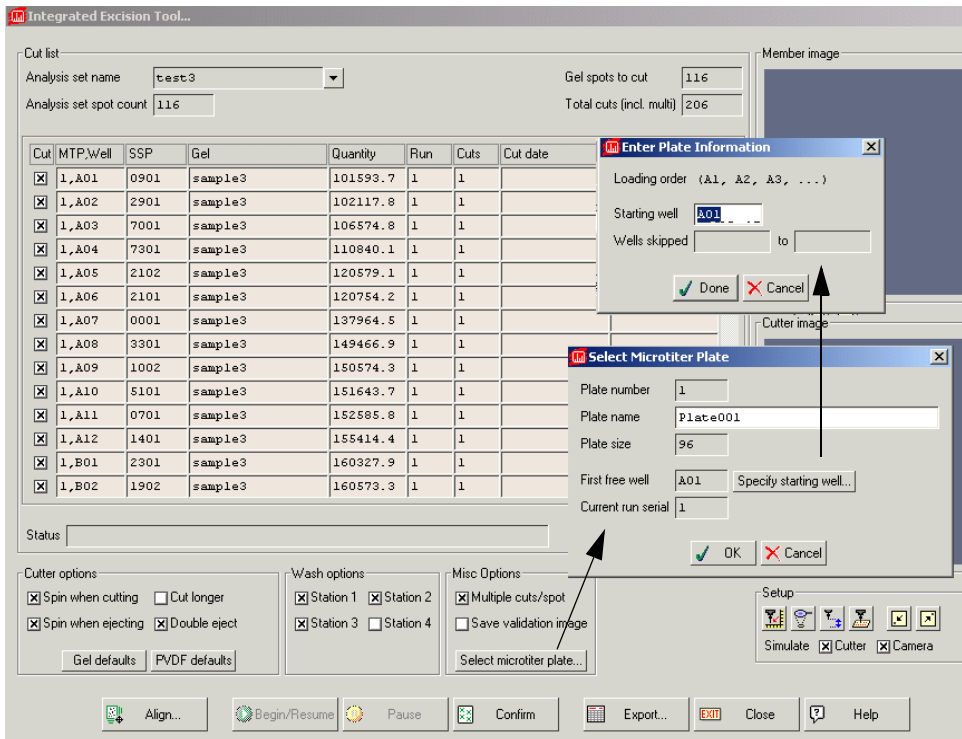 Integrated Excision Tool...
Cut list
Analysis set name test3
Gel spots to cut 116
Analysis set spot count 116
Total cuts (incl. multi) 206
Cut MTP,Well SSP Gel Quantity Run Cuts Cut date
1,A01 0901 sample3 101593.7 1 1
1,A02 2901 sample3 102117.8 1 1
1,A03 7001 sample3 106574.8 1 1
1,A04 7301 sample3 110840.1 1 1
1,A05 2102 sample3 120579.1 1 1
1,A06 2101 sample3 120754.2 1 1
1,A07 0001 sample3 137964.5 1 1
1,A08 3301 sample3 149466.9 1 1
1,A09 1002 sample3 150574.3 1 1
1,A10 5101 sample3 151643.7 1 1
1,A11 0701 sample3 152585.8 1 1
1,A12 1401 sample3 155414.4 1 1
1,B01 2301 sample3 160327.9 1 1
1,B02 1902 sample3 160573.3 1 1
Status
Member image
Enter Plate Information
Loading order (A1, A2, A3, ...)
Starting well A01
Wells skipped to
Done Cancel
Cutter image
Select Microtiter Plate
Plate number 1
Plate name Plate001
Plate size 96
First free well A01 Specify starting well...
Current run serial 1
OK Cancel
Cutter options
Spin when cutting Cut longer
Spin when ejecting Double eject
Gel defaults PVDF defaults
Wash options
Station 1 Station 2
Station 3 Station 4
Misc Options
Multiple cuts/spot
Save validation image
Select microtiter plate...
Setup
Simulate Cutter Camera
Align... Begin/Resume Pause Confirm Export... EXIT Close Help